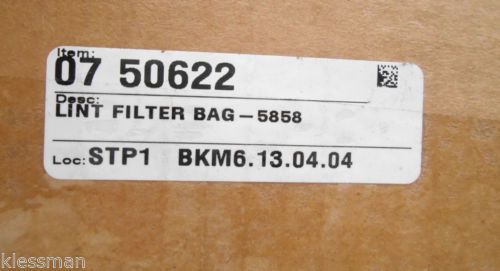 Item:
07 50622
Desc:
LINT FILTER BAG-5858
Loc: STP1 BKM6.13.04.04
klessman